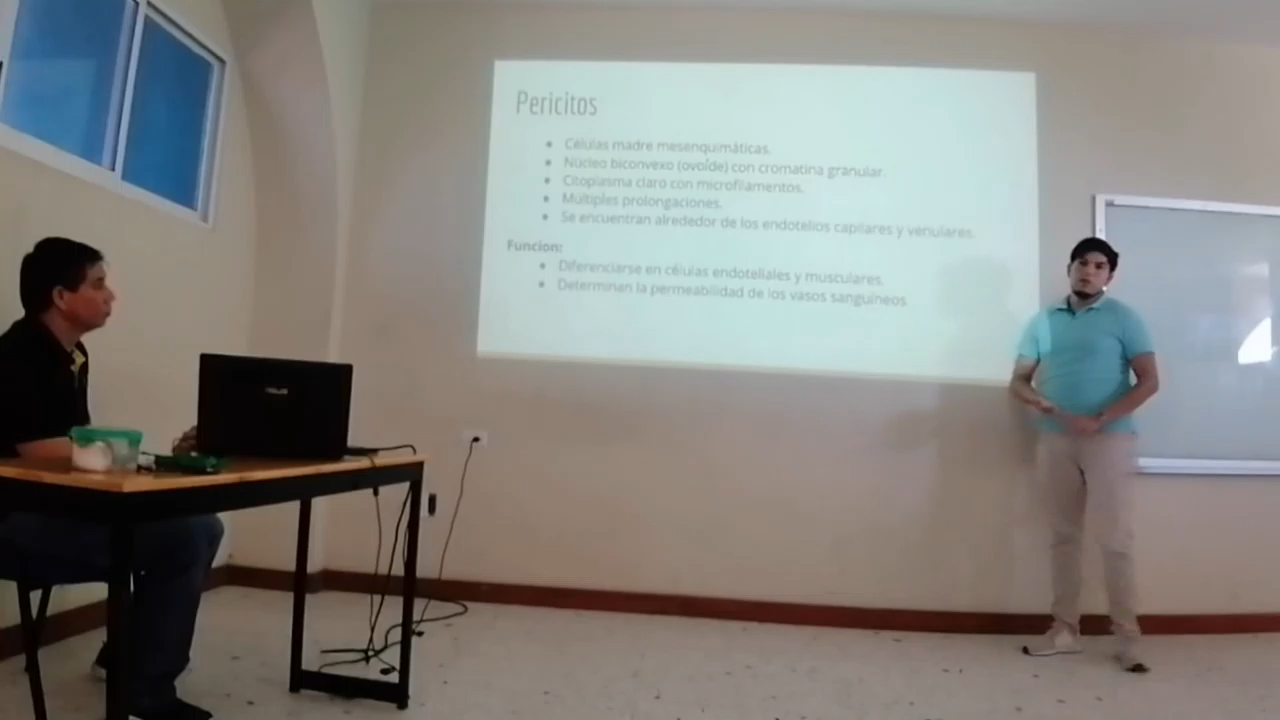 Pericitos
Células madre mesenquimáticas.
Núcleo biconvexo (ovoíde) con cromatina granular.
Citoplasma claro con microfilamentos.
Múltiples prolongaciones.
Se encuentran alrededor de los endotelios capilares y venulares.
Funcion:
Diferenciarse en células endoteliales y musculares.
Determinan la permeabilidad de los vasos sanguíneos